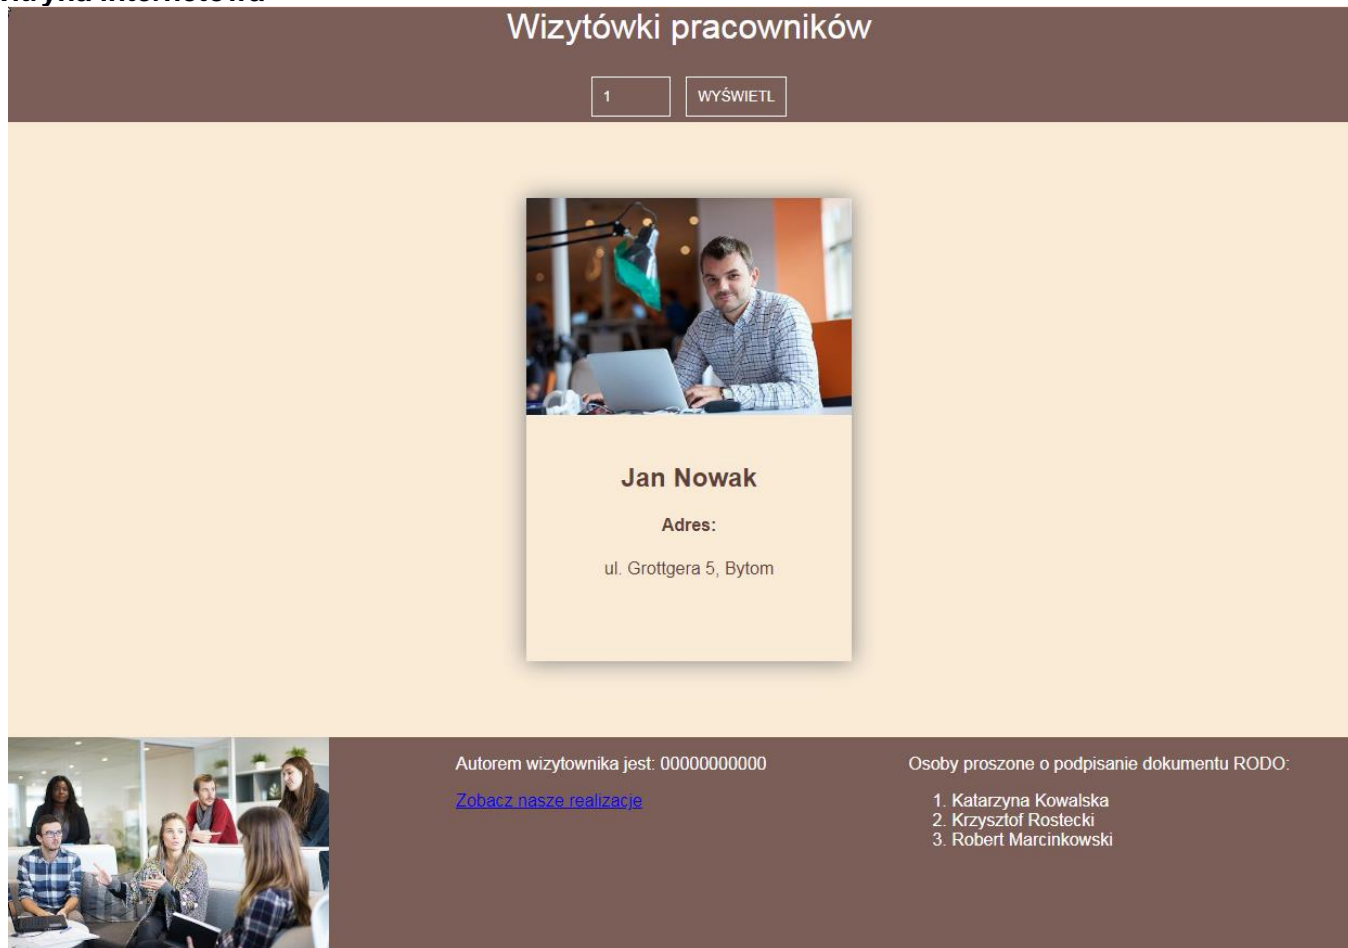 Wizytówki pracowników
1 WYŚWIETL
Jan Nowak
Adres:
ul. Grottgera 5, Bytom
Autorem wizytownika jest: 00000000000
Zobacz nasze realizacje
Osoby proszone o podpisanie dokumentu RODO:
1. Katarzyna Kowalska
2. Krzysztof Rostecki
3. Robert Marcinkowski